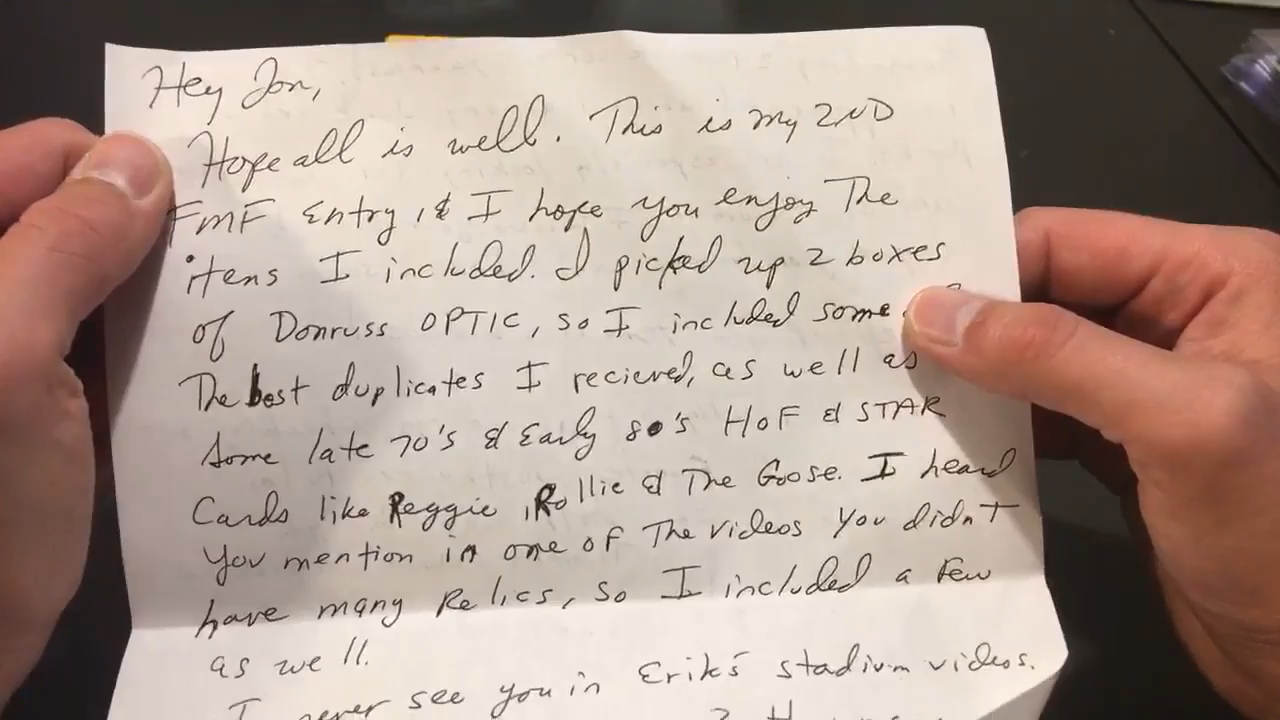 Hey Jon,
Hope all is well. This is my 2ND
FMF Entry, & I hope you enjoy The
items I included. I picked up 2 boxes
of Donruss OPTIC, so I included some
The best duplicates I recieved, as well as
some late 70's & Early 80's HOF & STAR
Cards like Reggie, Rollie & The Goose. I heard
you mention in one of The videos you didn't
have many Relics, so I included a few
as well.
I never see you in Erik's stadium videos.